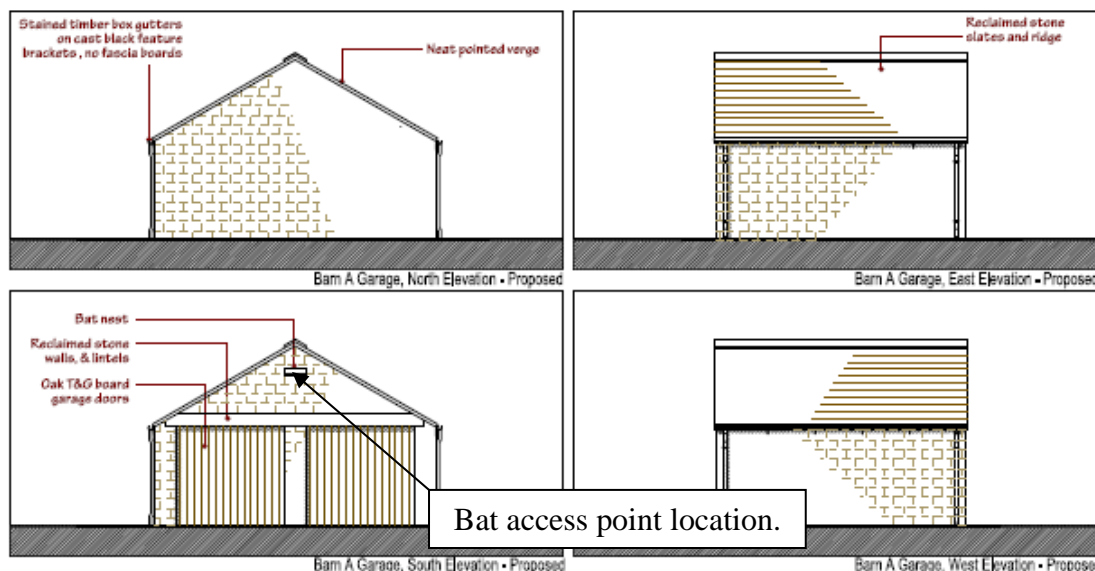 Stained timber box gutters
on cast black feature
brackets , no fascia boards
Neat pointed verge
Barn A Garage, North Elevation - Proposed
Reclaimed stone
slates and ridge
Barn A Garage, East Elevation - Proposed
Bat nest
Reclaimed stone
walls, & lintels
Oak T&G board
garage doors
Bat access point location.
Barn A Garage, South Elevation - Proposed
Barn A Garage, West Elevation - Proposed